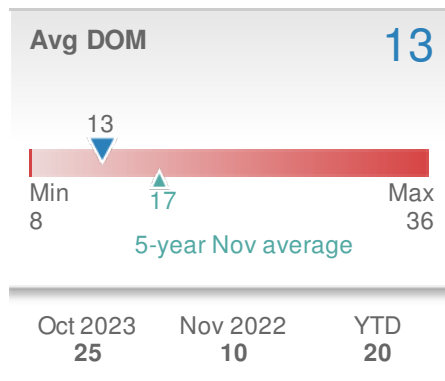 Avg DOM 13
13
Min 17 Max
8 36
5-year Nov average
Oct 2023 Nov 2022 YTD
25 10 20